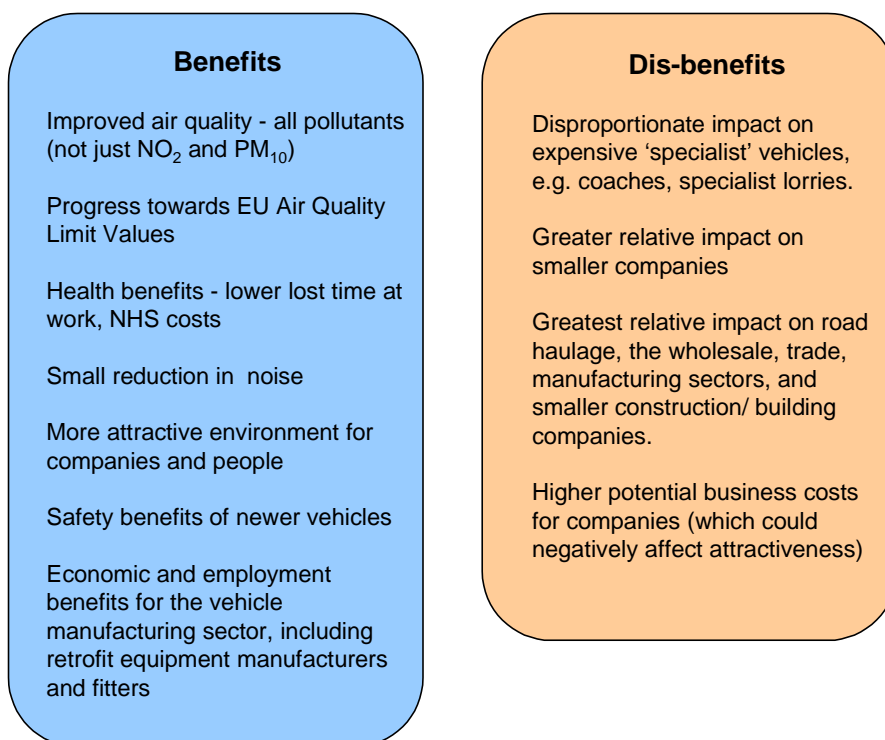 Benefits
Improved air quality - all pollutants
(not just NO₂ and PM₁₀)
Progress towards EU Air Quality
Limit Values
Health benefits - lower lost time at
work, NHS costs
Small reduction in  noise
More attractive environment for
companies and people
Safety benefits of newer vehicles
Economic and employment
benefits for the vehicle
manufacturing sector, including
retrofit equipment manufacturers
and fitters
Dis-benefits
Disproportionate impact on
expensive ‘specialist’ vehicles,
e.g. coaches, specialist lorries.
Greater relative impact on
smaller companies
Greatest relative impact on road
haulage, the wholesale, trade,
manufacturing sectors, and
smaller construction/ building
companies.
Higher potential business costs
for companies (which could
negatively affect attractiveness)